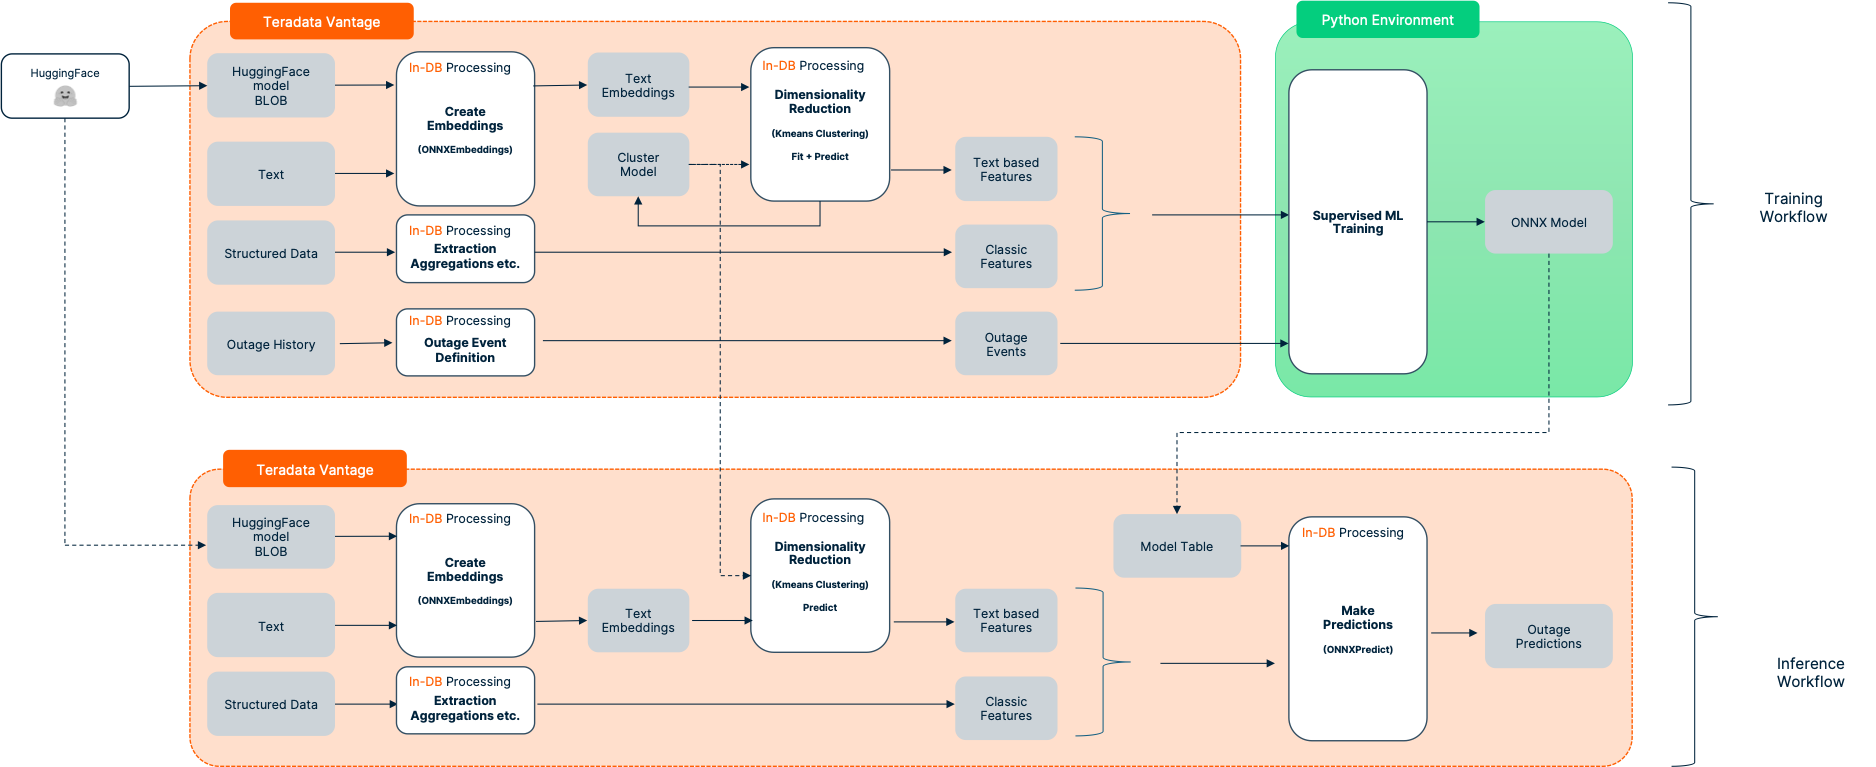 Teradata Vantage
Python Environment
HuggingFace
HuggingFace
model
BLOB
In-DB Processing
Create
Embeddings
(ONNXEmbeddings)
Text
Embeddings
In-DB Processing
Dimensionality
Reduction
(Kmeans Clustering)
Fit + Predict
Text
Cluster
Model
Text based
Features
Structured Data
In-DB Processing
Extraction
Aggregations etc.
Classic
Features
Outage History
In-DB Processing
Outage Event
Definition
Outage
Events
Supervised ML
Training
ONNX Model
Training
Workflow
Teradata Vantage
HuggingFace
model
BLOB
In-DB Processing
Create
Embeddings
(ONNXEmbeddings)
Text
Text
Embeddings
In-DB Processing
Dimensionality
Reduction
(Kmeans Clustering)
Predict
Text based
Features
Structured Data
In-DB Processing
Extraction
Aggregations etc.
Classic
Features
Model Table
In-DB Processing
Make
Predictions
(ONNXPredict)
Outage
Predictions
Inference
Workflow